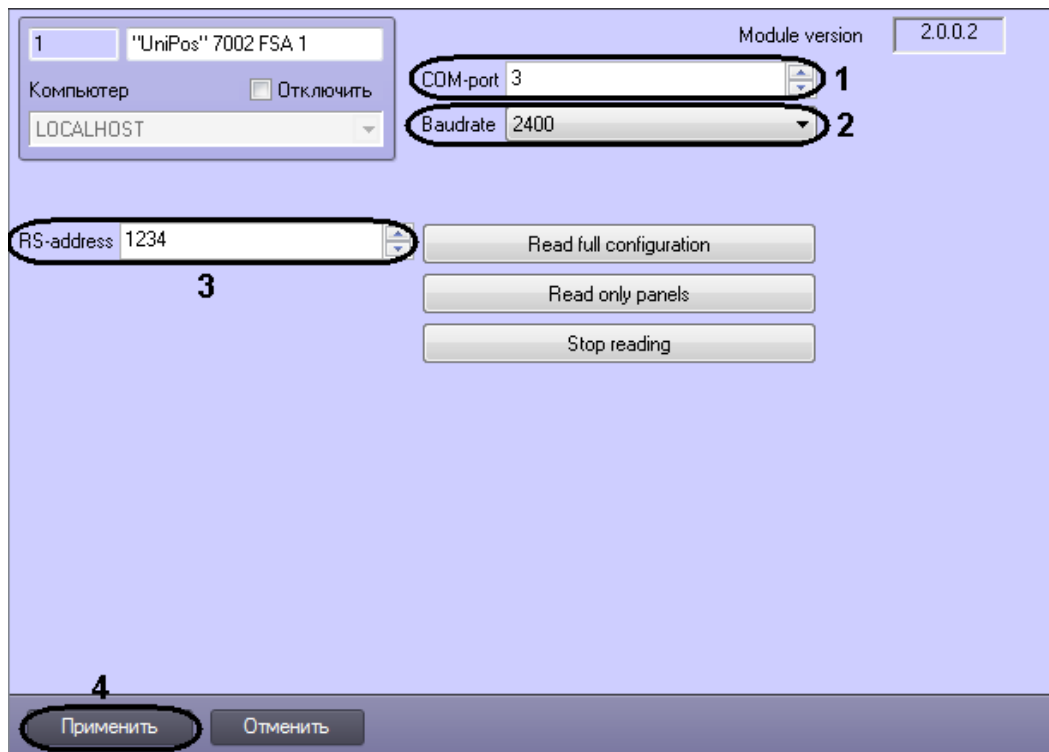 1 "UniPos" 7002 FSA 1
Module version 2.0.0.2
Компьютер Отключить
LOCALHOST
COM-port 3 1
Baudrate 2400 2
RS-address 1234
3
Read full configuration
Read only panels
Stop reading
4
Применить Отменить